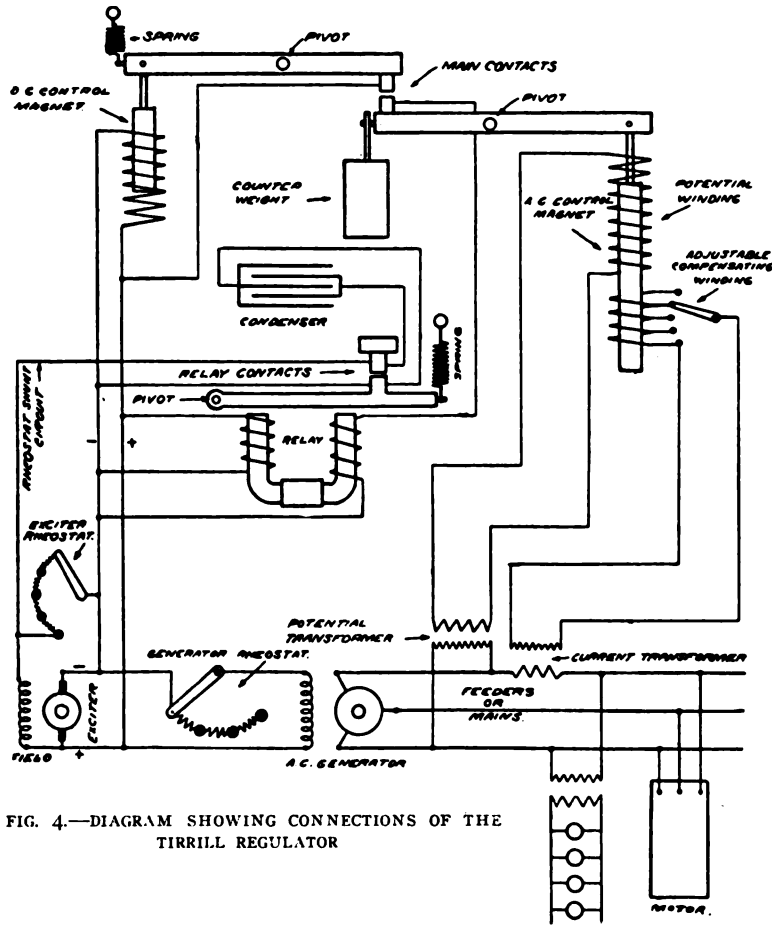 SPRING
PIVOT
MAIN CONTACTS
D C CONTROL
MAGNET.
PIVOT
COUNTER
WEIGHT
A C CONTROL
MAGNET
POTENTIAL
WINDING
ADJUSTABLE
COMPENSATING
WINDING
CONDENSER
RELAY CONTACTS
SPRING
PIVOT
RHEOSTAT SHUNT
CIRCUIT
- +
RELAY
EXCITER
RHEOSTAT.
POTENTIAL
TRANSFORMER
GENERATOR RHEOSTAT.
CURRENT TRANSFORMER
-
EXCITER
FEEDERS
OR
MAINS.
FIELD
+
A.C. GENERATOR
MOTOR.
FIG. 4.—DIAGRAM SHOWING CONNECTIONS OF THE
TIRRILL REGULATOR